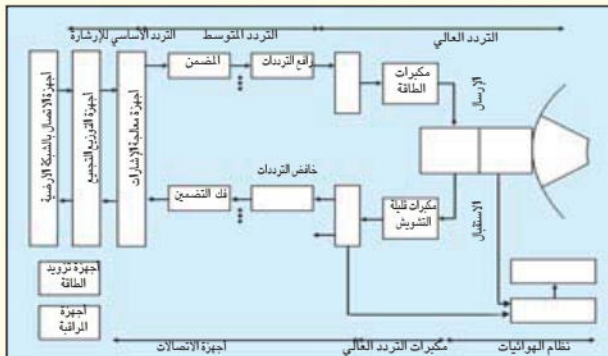 التردد العالي
التردد المتوسط
التردد الأساسي للإشارة
الإرسال
مكبرات
الطاقة
رافع الترددات
المضمن
أجهزة معالجة الإشارات
أجهزة التوزيع التجميع
أجهزة الاتصال بالشبكة الأرضية
خافض الترددات
فك التضمين
مكبرات قليلة
التشويش
الاستقبال
أجهزة تزويد
الطاقة
أجهزة
المراقبة
نظام الهوائيات
مكبرات التردد العالي
أجهزة الاتصالات